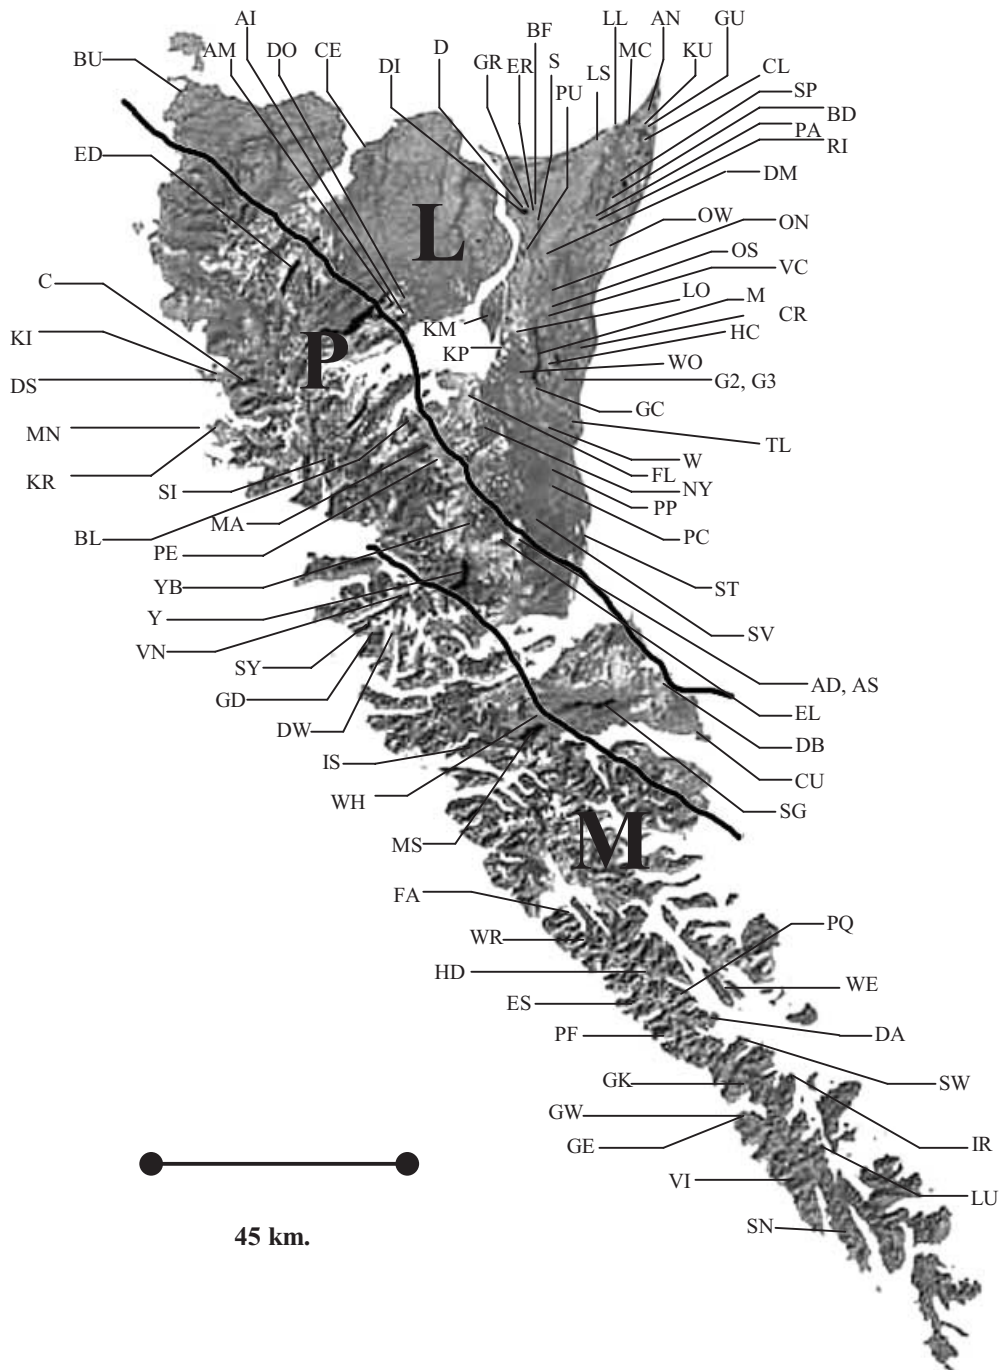 AI
AM
DO
CE
D
BF
LL
AN
GU
BU
DI
GR
ER
S
PU
LS
MC
KU
CL
SP
BD
PA
RI
DM
ED
L
OW
ON
OS
VC
LO
M
CR
HC
WO
G2, G3
GC
TL
C
KI
DS
MN
KR
P
KM
KP
W
FL
NY
PP
PC
ST
SV
SI
MA
BL
PE
YB
Y
VN
SY
GD
DW
IS
WH
MS
AD, AS
EL
DB
CU
SG
M
FA
WR
HD
ES
PF
PQ
WE
DA
GK
SW
GW
GE
IR
VI
LU
SN
45 km.